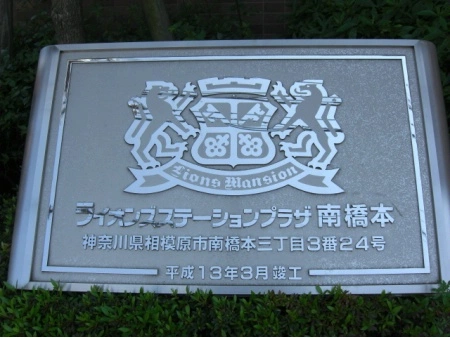 Lions Mansion
ライオンズステーションプラザ 南橋本
神奈川県相模原市南橋本三丁目3番24号
平成13年3月 竣工